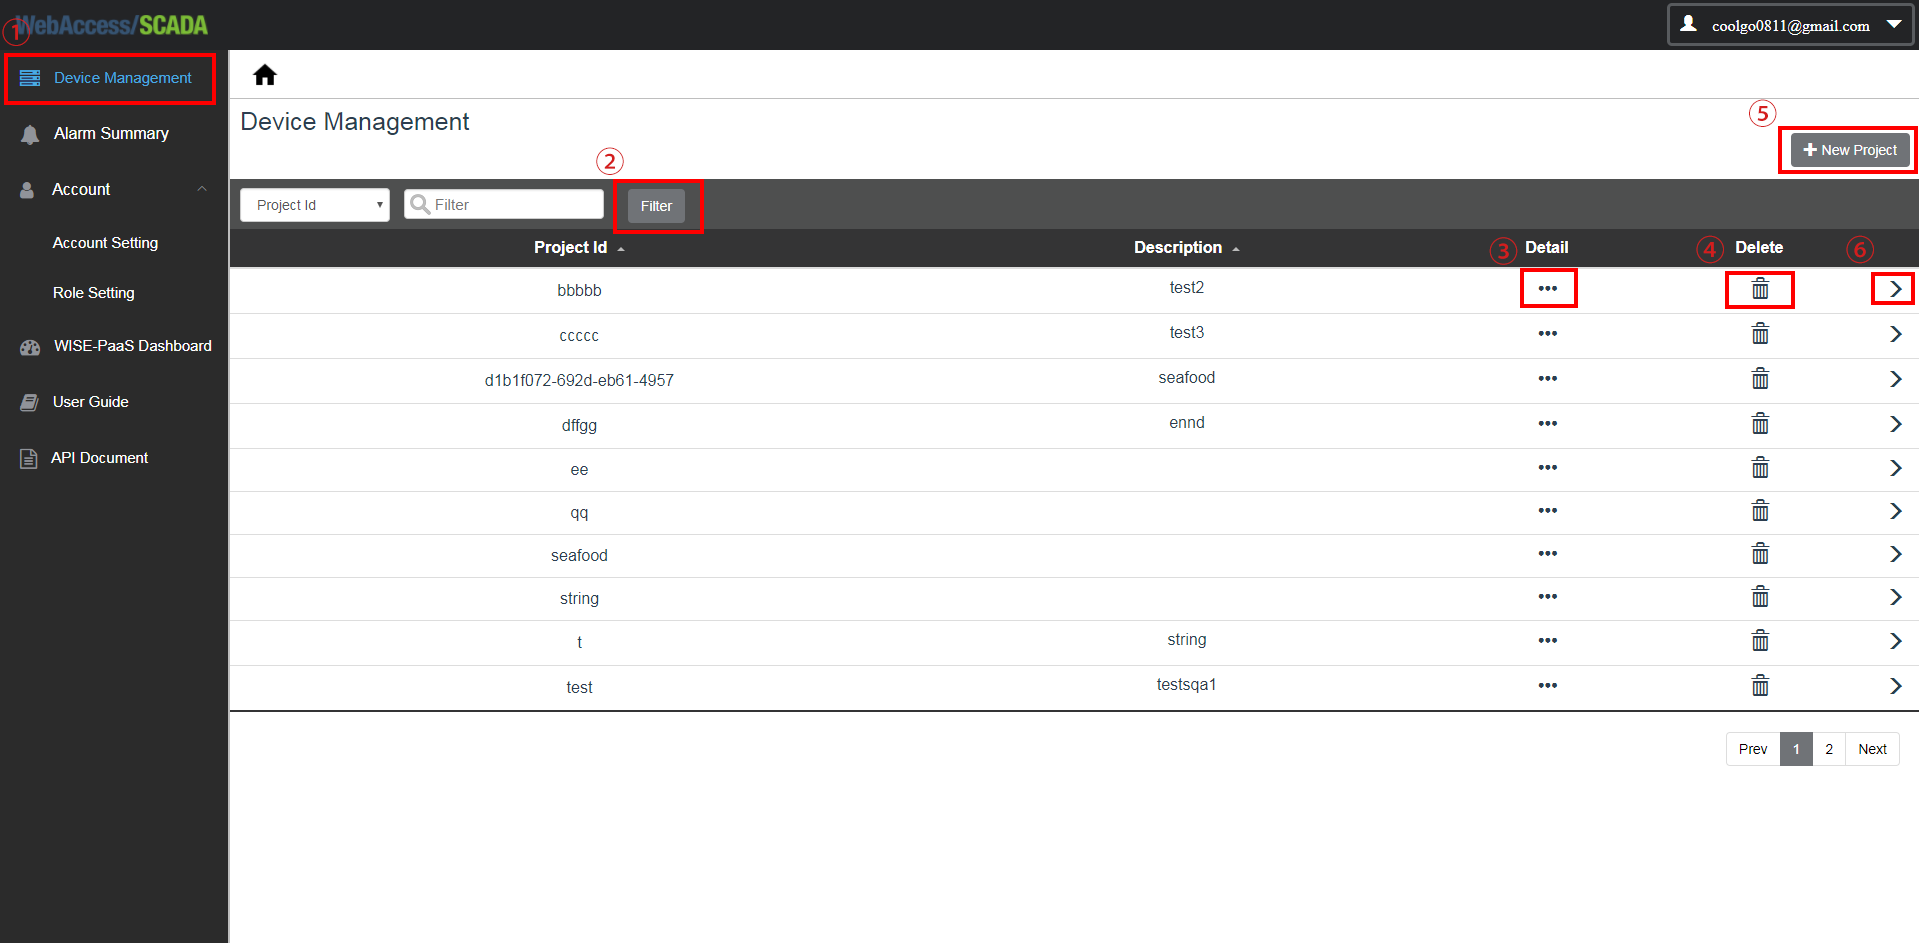 ①
WebAccess/SCADA
coolgo0811@gmail.com
Device Management
Alarm Summary
Account
Account Setting
Role Setting
WISE-PaaS Dashboard
User Guide
API Document
Device Management
⑤
+ New Project
②
Project Id
Filter
Filter
Project Id Description ③ Detail ④ Delete ⑥
bbbbb test2
ccccc test3
d1b1f072-692d-eb61-4957 seafood
dffgg ennd
ee
qq
seafood
string
t string
test testsqa1
Prev 1 2 Next